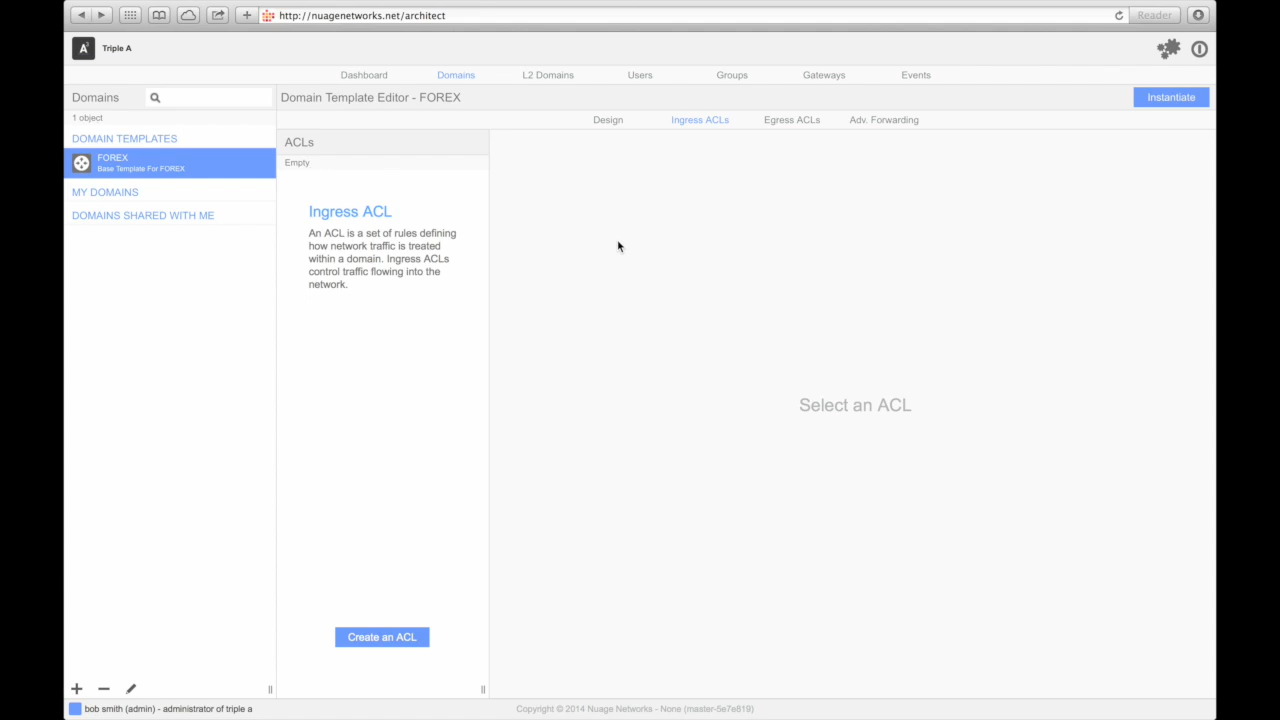 http://nuagenetworks.net/architect
Reader
A³
Triple A
Dashboard
Domains
L2 Domains
Users
Groups
Gateways
Events
Domains
Domain Template Editor - FOREX
Instantiate
1 object
Design
Ingress ACLs
Egress ACLs
Adv. Forwarding
DOMAIN TEMPLATES
FOREX
Base Template For FOREX
MY DOMAINS
DOMAINS SHARED WITH ME
ACLs
Empty
Ingress ACL
An ACL is a set of rules defining
how network traffic is treated
within a domain. Ingress ACLs
control traffic flowing into the
network.
Select an ACL
Create an ACL
bob smith (admin) - administrator of triple a
Copyright © 2014 Nuage Networks - None (master-5e7e819)